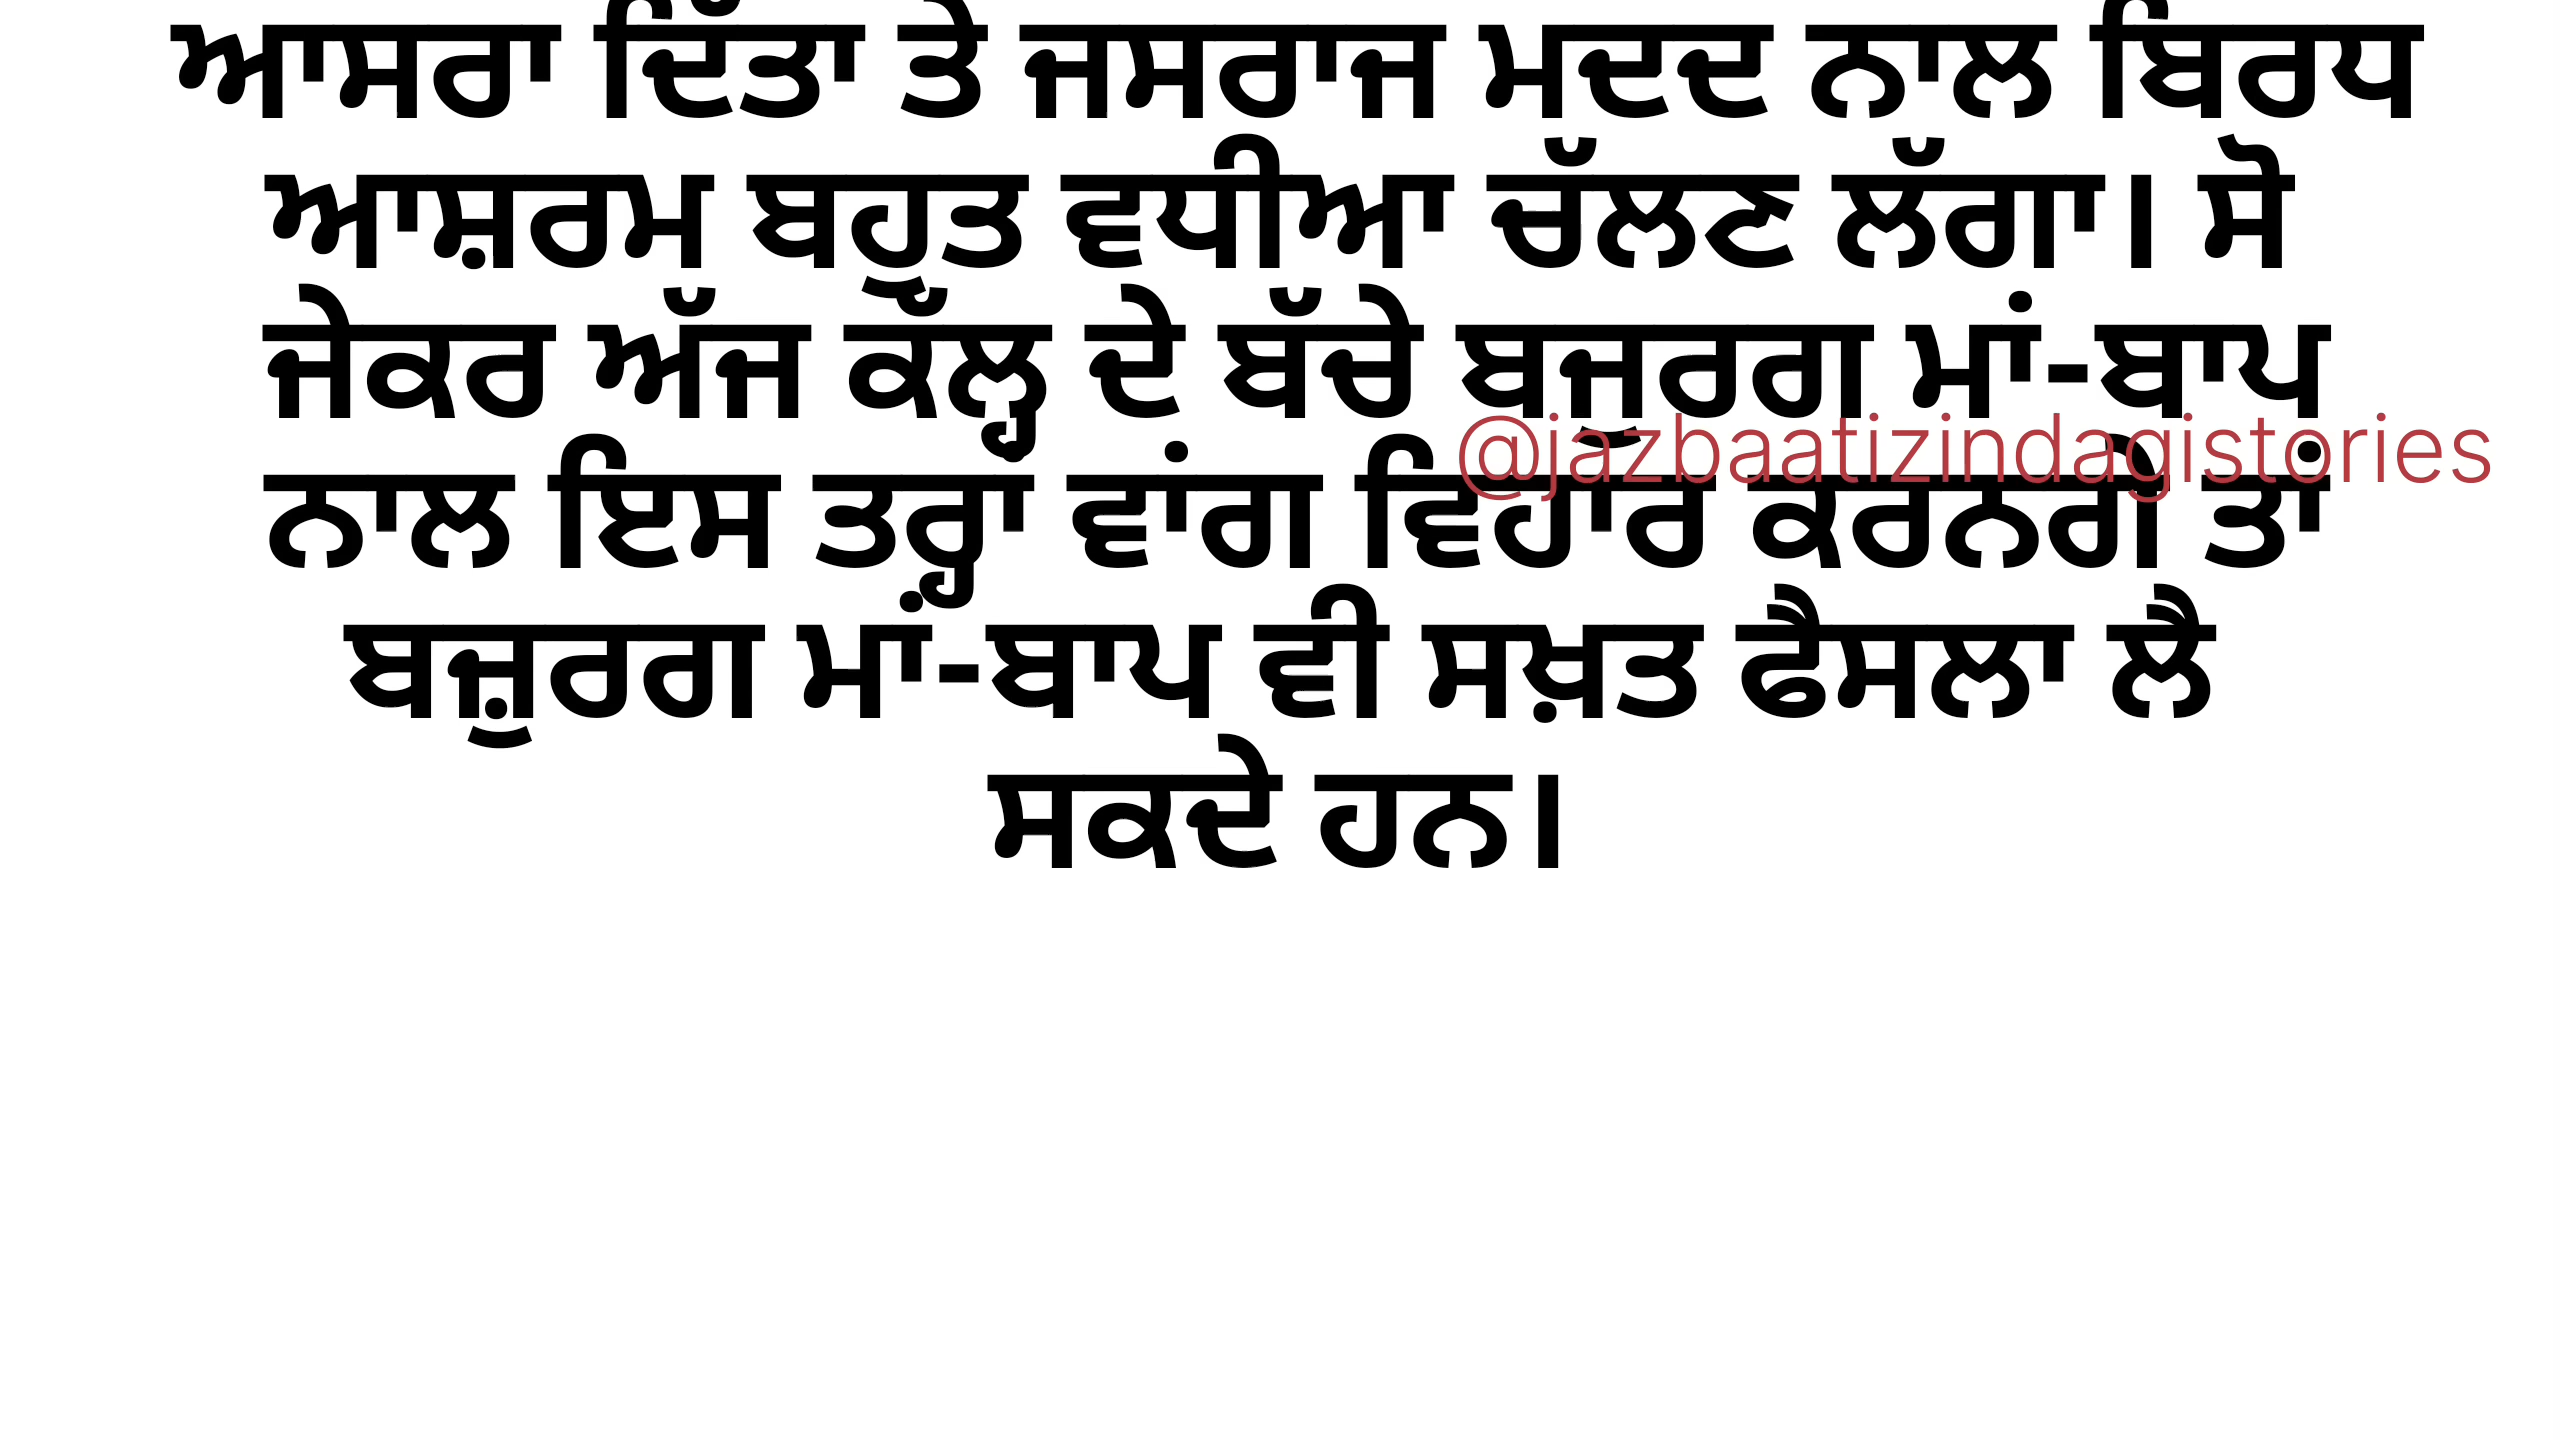 ਆਸਰਾ ਦਿੱਤਾ ਤੇ ਜਸਰਾਜ ਮਦਦ ਨਾਲ ਬਿਰਧ
ਆਸ਼ਰਮ ਬਹੁਤ ਵਧੀਆ ਚੱਲਣ ਲੱਗਾ। ਸੋ
ਜੇਕਰ ਅੱਜ ਕੱਲ੍ਹ ਦੇ ਬੱਚੇ ਬਜੁਰਗ ਮਾਂ-ਬਾਪ
@jazbaatizindagistories
ਨਾਲ ਇਸ ਤਰ੍ਹਾਂ ਵਾਂਗ ਵਿਹਾਰ ਕਰਨਗੇ ਤਾਂ
ਬਜ਼ੁਰਗ ਮਾਂ-ਬਾਪ ਵੀ ਸਖ਼ਤ ਫੈਸਲਾ ਲੈ
ਸਕਦੇ ਹਨ।